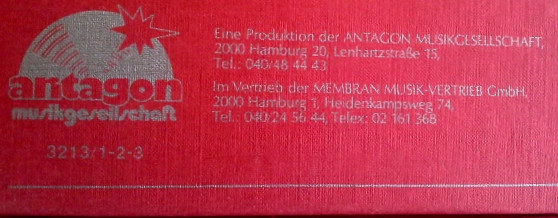 antagon
musikgesellschaft
3213/1-2-3
Eine Produktion der ANTAGON MUSIKGESELLSCHAFT,
2000 Hamburg 20, Lenhartzstraße 15,
Tel.: 040/48 44 43
Im Vertrieb der MEMBRAN MUSIK-VERTRIEB GmbH,
2000 Hamburg 1, Heidenkampsweg 74,
Tel.: 040/24 56 44, Telex: 02 161 368